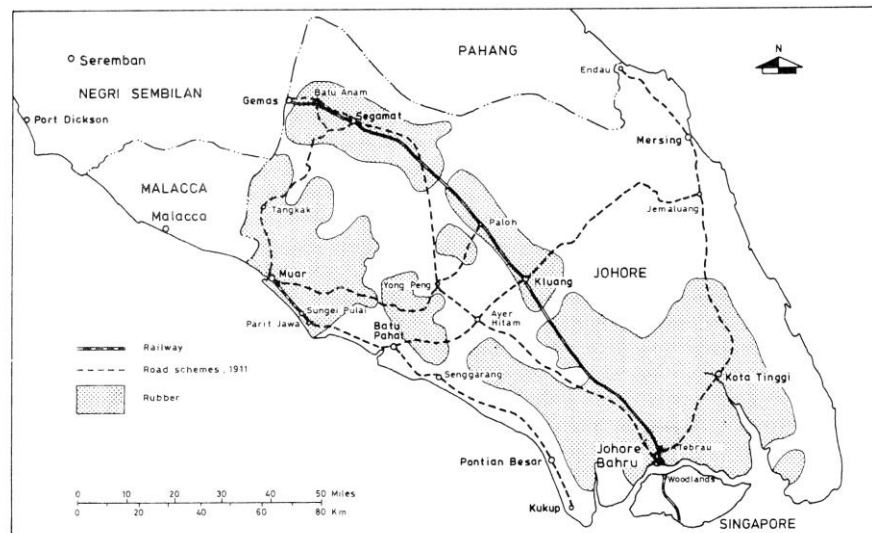 PAHANG
N
Seremban
Endau
NEGRI SEMBILAN
Gemas
Batu Anam
Port Dickson
Segamat
Mersing
MALACCA
Malacca
Tangkak
Jemaluang
Paloh
Muar
Yong Peng
Kluang
JOHORE
Sungei Pulai
Parit Jawa
Ayer
Hitam
Batu
Pahat
Railway
Road schemes, 1911
Rubber
Senggarang
Kota Tinggi
Johore
Bahru
Tebrau
Pontian Besar
Woodlands
Kukup
SINGAPORE
0 10 20 30 40 50 Miles
0 20 40 60 80 Km